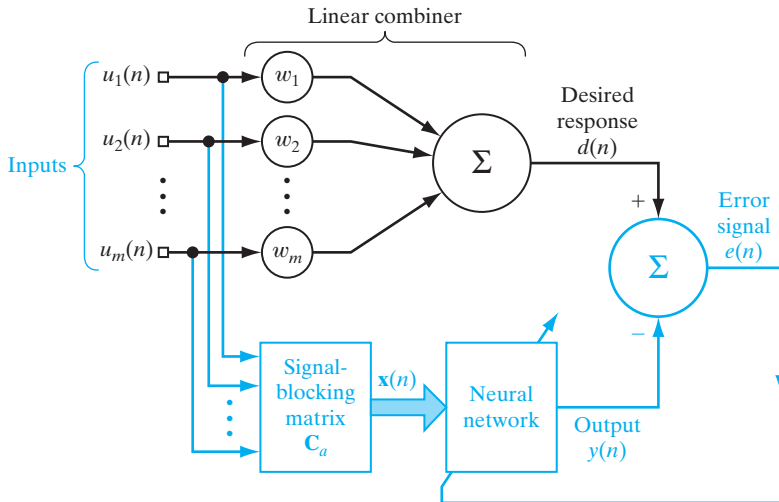 Linear combiner
Inputs
u₁(n)
w₁
u₂(n)
w₂
uₘ(n)
wₘ
Σ
Desired
response
d(n)
+
Σ
−
Error
signal
e(n)
Signal-
blocking
matrix
Cₐ
x(n)
Neural
network
Output
y(n)